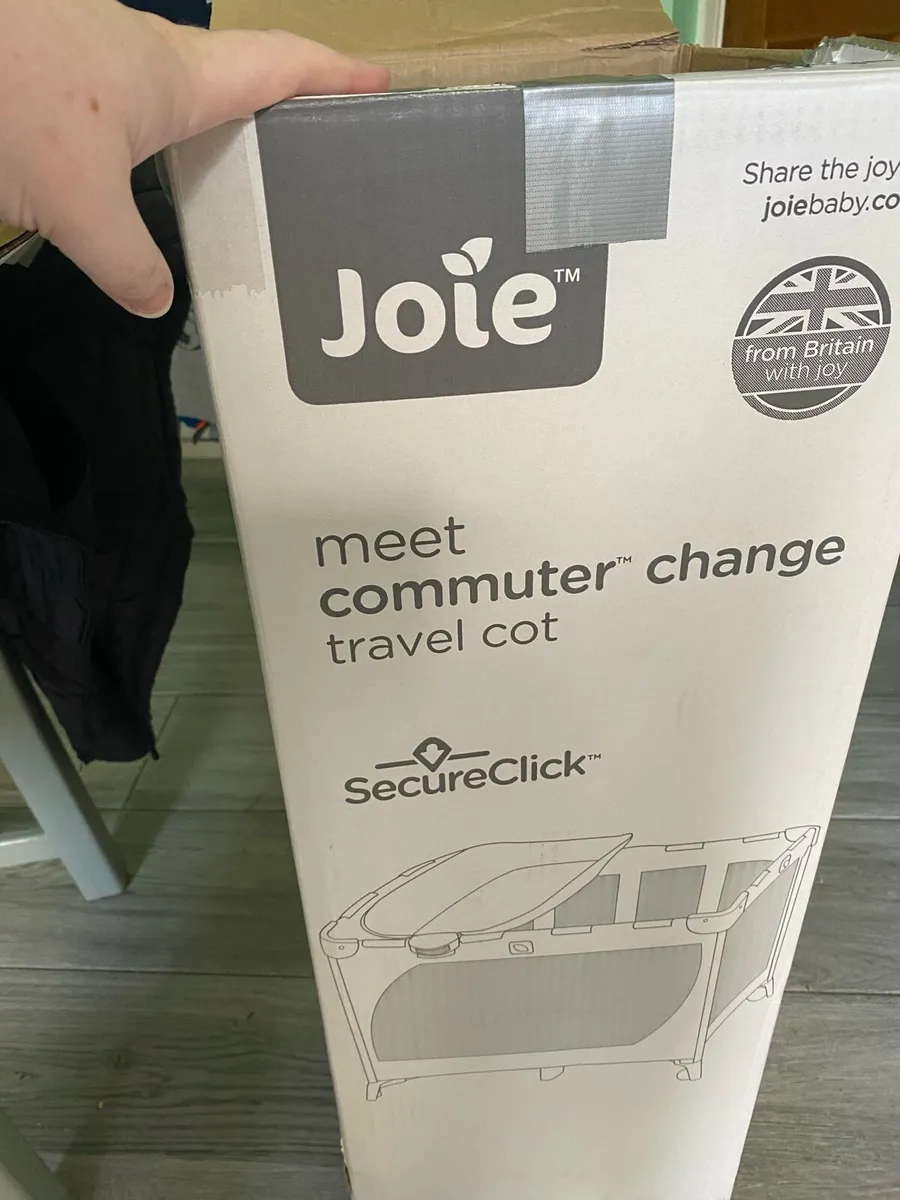 Joie™
Share the joy
joiebaby.co
from Britain
with joy
meet
commuter™ change
travel cot
SecureClick™